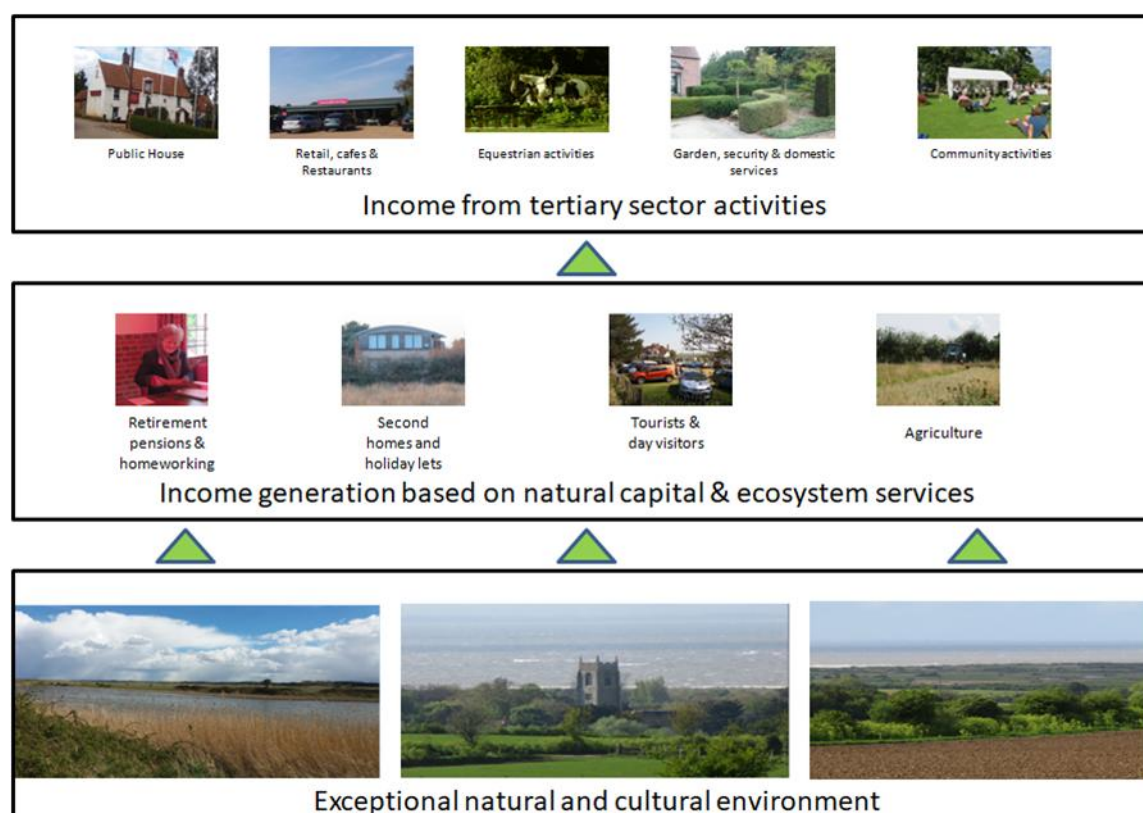 Public House
Retail, cafes &
Restaurants
Equestrian activities
Garden, security & domestic
services
Community activities
Income from tertiary sector activities
Retirement
pensions &
homeworking
Second
homes and
holiday lets
Tourists &
day visitors
Agriculture
Income generation based on natural capital & ecosystem services
Exceptional natural and cultural environment